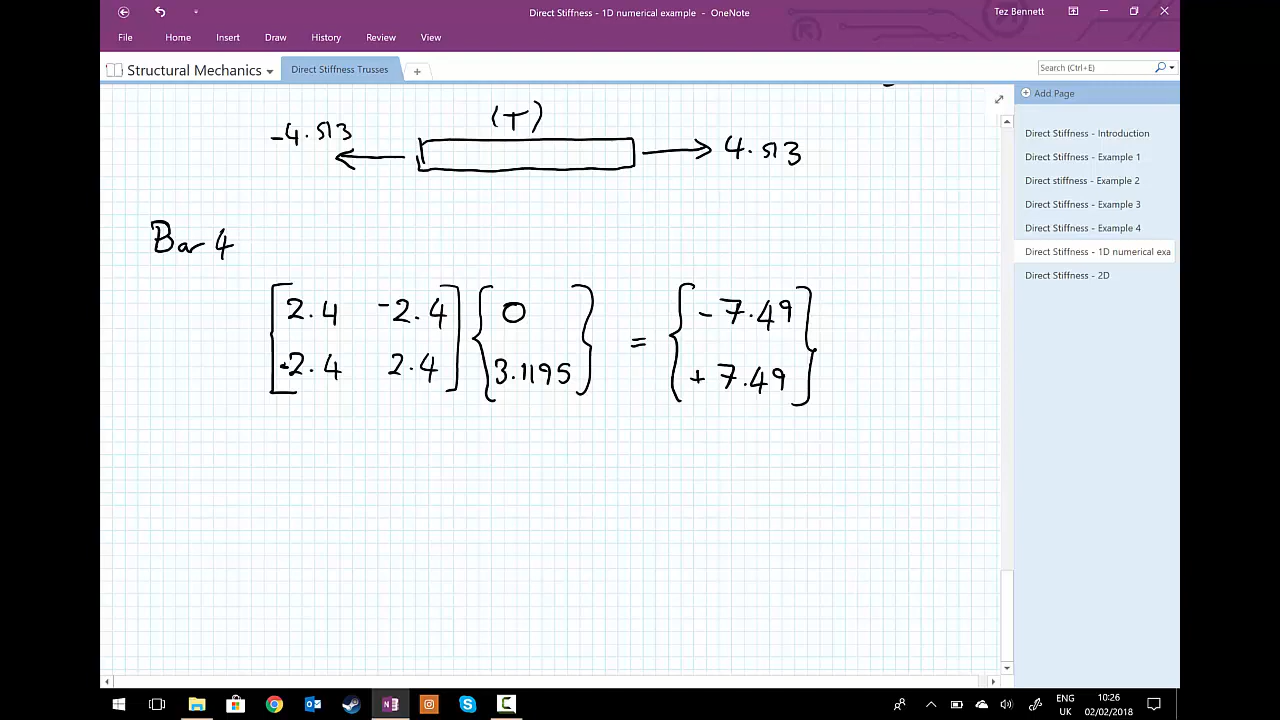 Direct Stiffness - 1D numerical example - OneNote
Tez Bennett
File Home Insert Draw History Review View
Structural Mechanics
Direct Stiffness Trusses
Search (Ctrl+E)
Add Page
Direct Stiffness - Introduction
Direct Stiffness - Example 1
Direct stiffness - Example 2
Direct Stiffness - Example 3
Direct Stiffness - Example 4
Direct Stiffness - 1D numerical exa
Direct Stiffness - 2D
(T)
-4.513
4.513
Bar 4
2.4 -2.4 0 - 7.49
-2.4 2.4 3.1195 = + 7.49
ENG
UK
10:26
02/02/2018